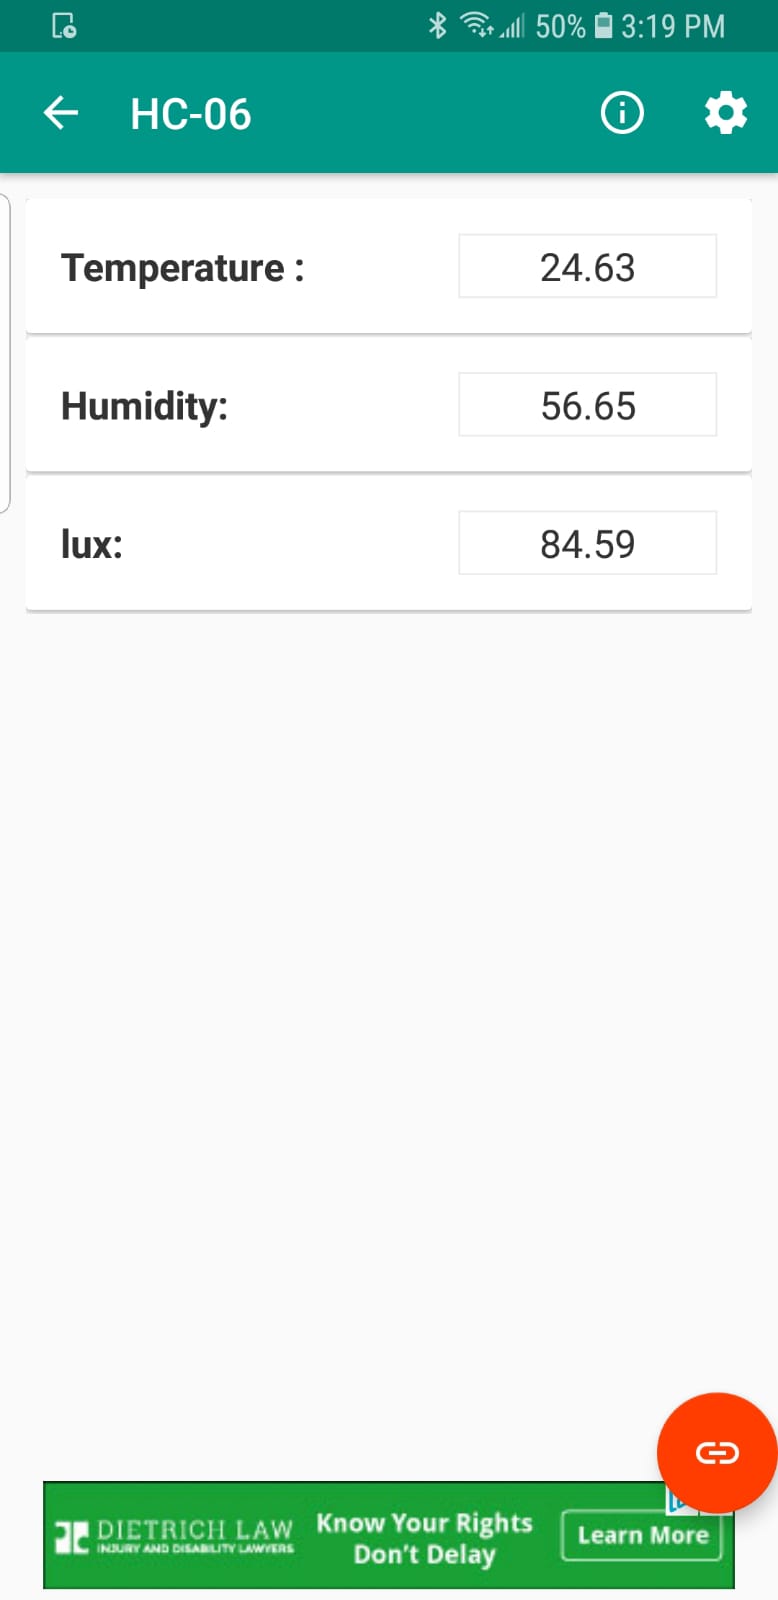 50% 3:19 PM
HC-06
Temperature : 24.63
Humidity: 56.65
lux: 84.59
DIETRICH LAW
INJURY AND DISABILITY LAWYERS
Know Your Rights
Don't Delay
Learn More